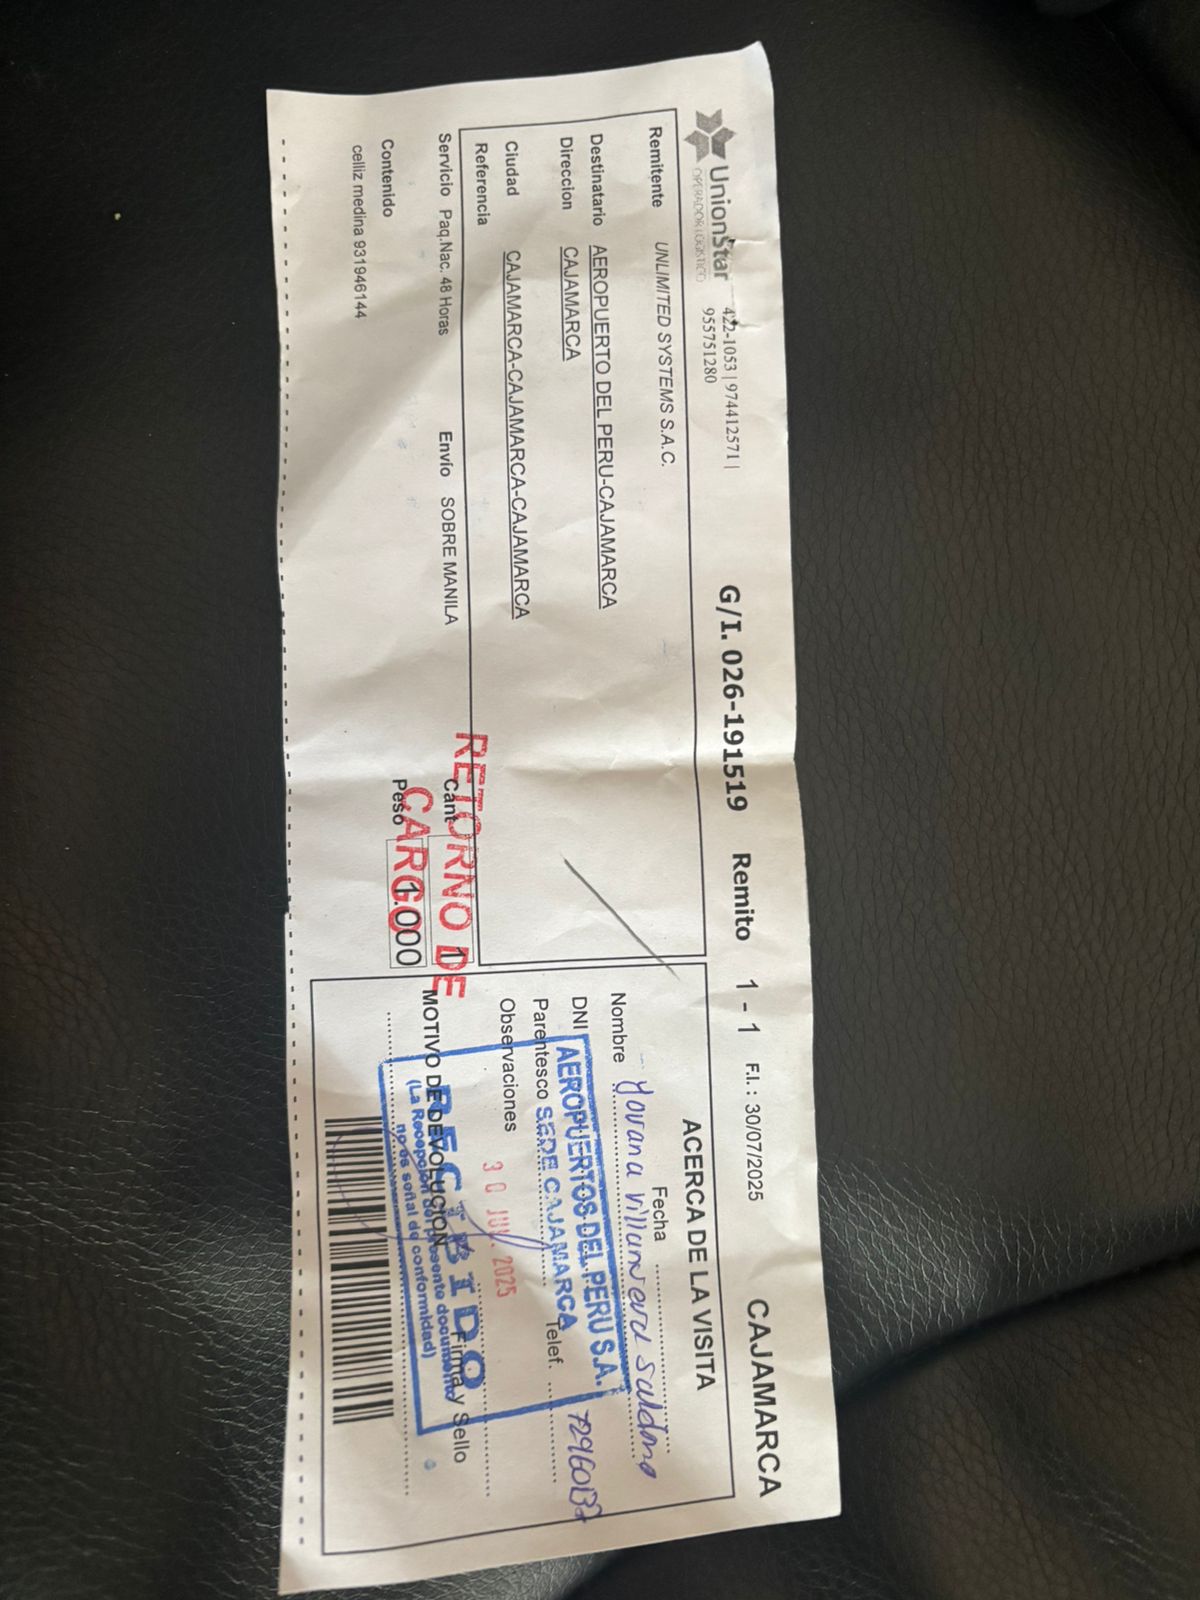 UnionStar
OPERADOR LOGISTICO
422-1053 | 974412571 |
955751280
G/I. 026-191519 Remito 1 - 1 F.I.: 30/07/2025 CAJAMARCA
Remitente UNLIMITED SYSTEMS S.A.C.
Destinatario AEROPUERTO DEL PERU-CAJAMARCA
Direccion CAJAMARCA
Ciudad CAJAMARCA-CAJAMARCA-CAJAMARCA
Referencia
Servicio Paq.Nac. 48 Horas Envío SOBRE MANILA Cant 1
Peso 1.000
Contenido
celliz medina 931946144
RETORNO DE
CARGO
ACERCA DE LA VISITA
Fecha
Nombre Yovana Villanueva Saldana
DNI 72960132
Parentesco Telef.
Observaciones
AEROPUERTOS DEL PERU S.A.
SEDE CAJAMARCA
30 JUL. 2025
RECIBIDO
(La Recepción del presente documento
no es señal de conformidad)
MOTIVO DE DEVOLUCION
Firma y Sello